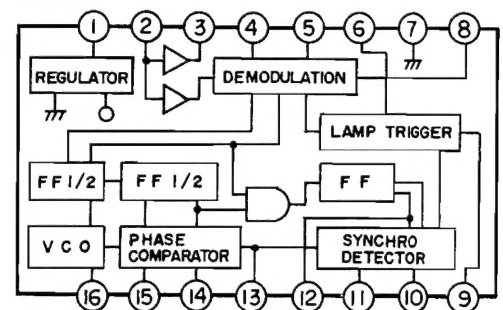 1 2 3 4 5 6 7 8
REGULATOR
DEMODULATION
LAMP TRIGGER
FF 1/2
FF 1/2
FF
VCO
PHASE
COMPARATOR
SYNCHRO
DETECTOR
16 15 14 13 12 11 10 9